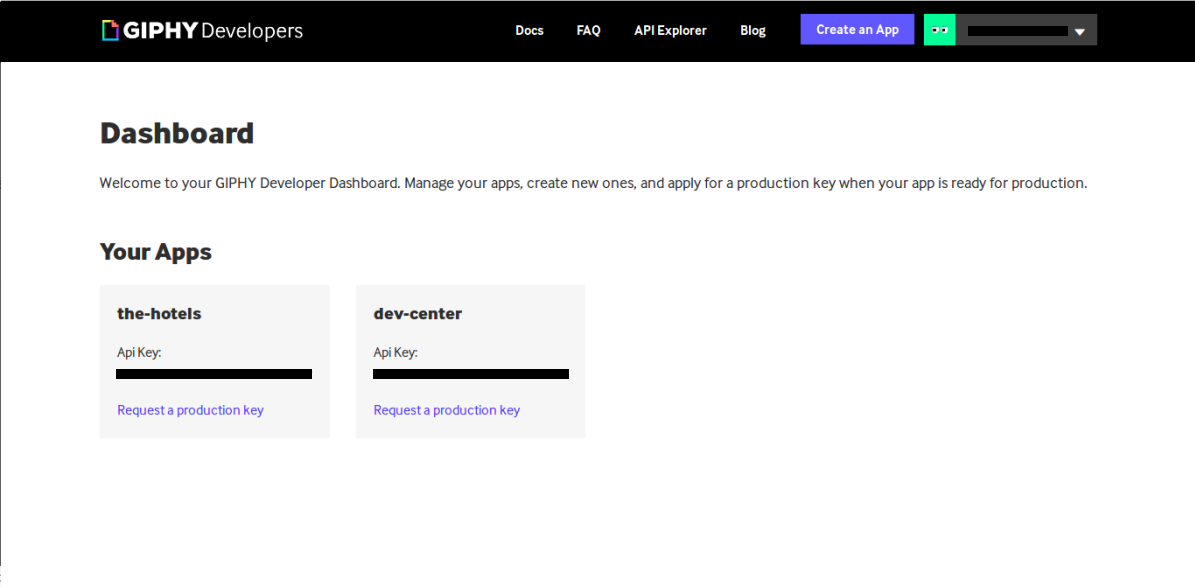 GIPHY Developers
Docs FAQ API Explorer Blog Create an App
Dashboard
Welcome to your GIPHY Developer Dashboard. Manage your apps, create new ones, and apply for a production key when your app is ready for production.
Your Apps
the-hotels
Api Key:
Request a production key
dev-center
Api Key:
Request a production key